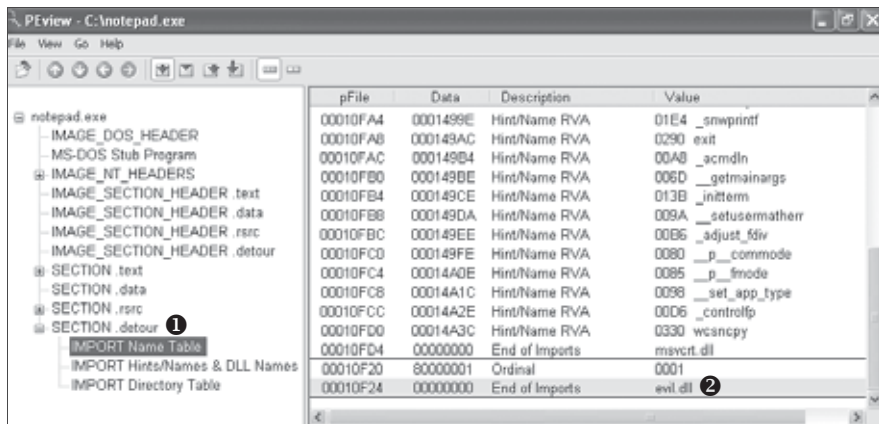 PEview - C:\notepad.exe
File View Go Help
pFile Data Description Value
notepad.exe
IMAGE_DOS_HEADER
MS-DOS Stub Program
IMAGE_NT_HEADERS
IMAGE_SECTION_HEADER .text
IMAGE_SECTION_HEADER .data
IMAGE_SECTION_HEADER .rsrc
IMAGE_SECTION_HEADER .detour
SECTION .text
SECTION .data
SECTION .rsrc
SECTION .detour ❶
IMPORT Name Table
IMPORT Hints/Names & DLL Names
IMPORT Directory Table
00010FA4 0001499E Hint/Name RVA 01E4 _snwprintf
00010FA8 000149AC Hint/Name RVA 0290 exit
00010FAC 000149B4 Hint/Name RVA 00A8 _acmdln
00010FB0 000149BE Hint/Name RVA 006D __getmainargs
00010FB4 000149CE Hint/Name RVA 013B _initterm
00010FB8 000149DA Hint/Name RVA 009A __setusermatherr
00010FBC 000149EE Hint/Name RVA 00B6 _adjust_fdiv
00010FC0 000149FE Hint/Name RVA 0080 __p__commode
00010FC4 00014A0E Hint/Name RVA 0085 __p__fmode
00010FC8 00014A1C Hint/Name RVA 0098 __set_app_type
00010FCC 00014A2E Hint/Name RVA 00D6 _controlfp
00010FD0 00014A3C Hint/Name RVA 0330 wcsncpy
00010FD4 00000000 End of Imports msvcrt.dll
00010F20 80000001 Ordinal 0001
00010F24 00000000 End of Imports evil.dll ❷